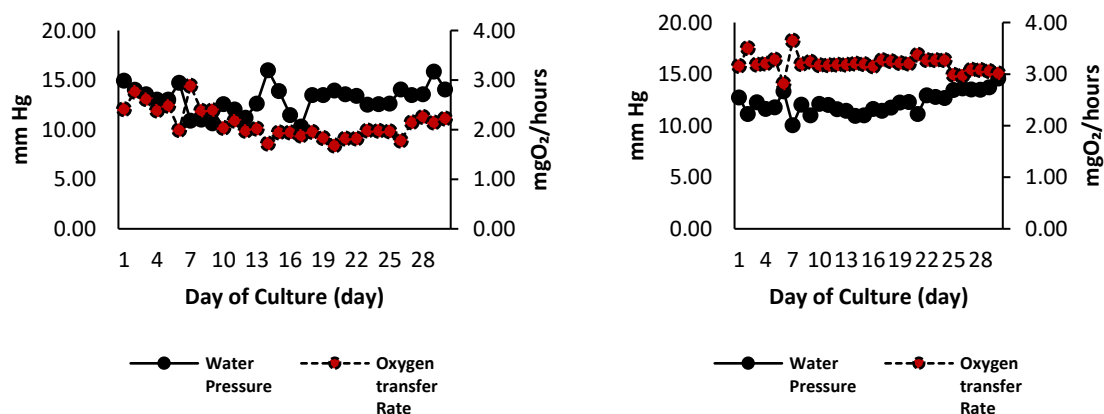 20.00
15.00
10.00
5.00
0.00
mm Hg
4.00
3.00
2.00
1.00
0.00
mgO₂/hours
1 4 7 10 13 16 19 22 25 28
Day of Culture (day)
Water Pressure
Oxygen transfer Rate
20.00
15.00
10.00
5.00
0.00
mm Hg
4.00
3.00
2.00
1.00
0.00
mgO₂/hours
1 4 7 10 13 16 19 22 25 28
Day of Culture (day)
Water Pressure
Oxygen transfer Rate